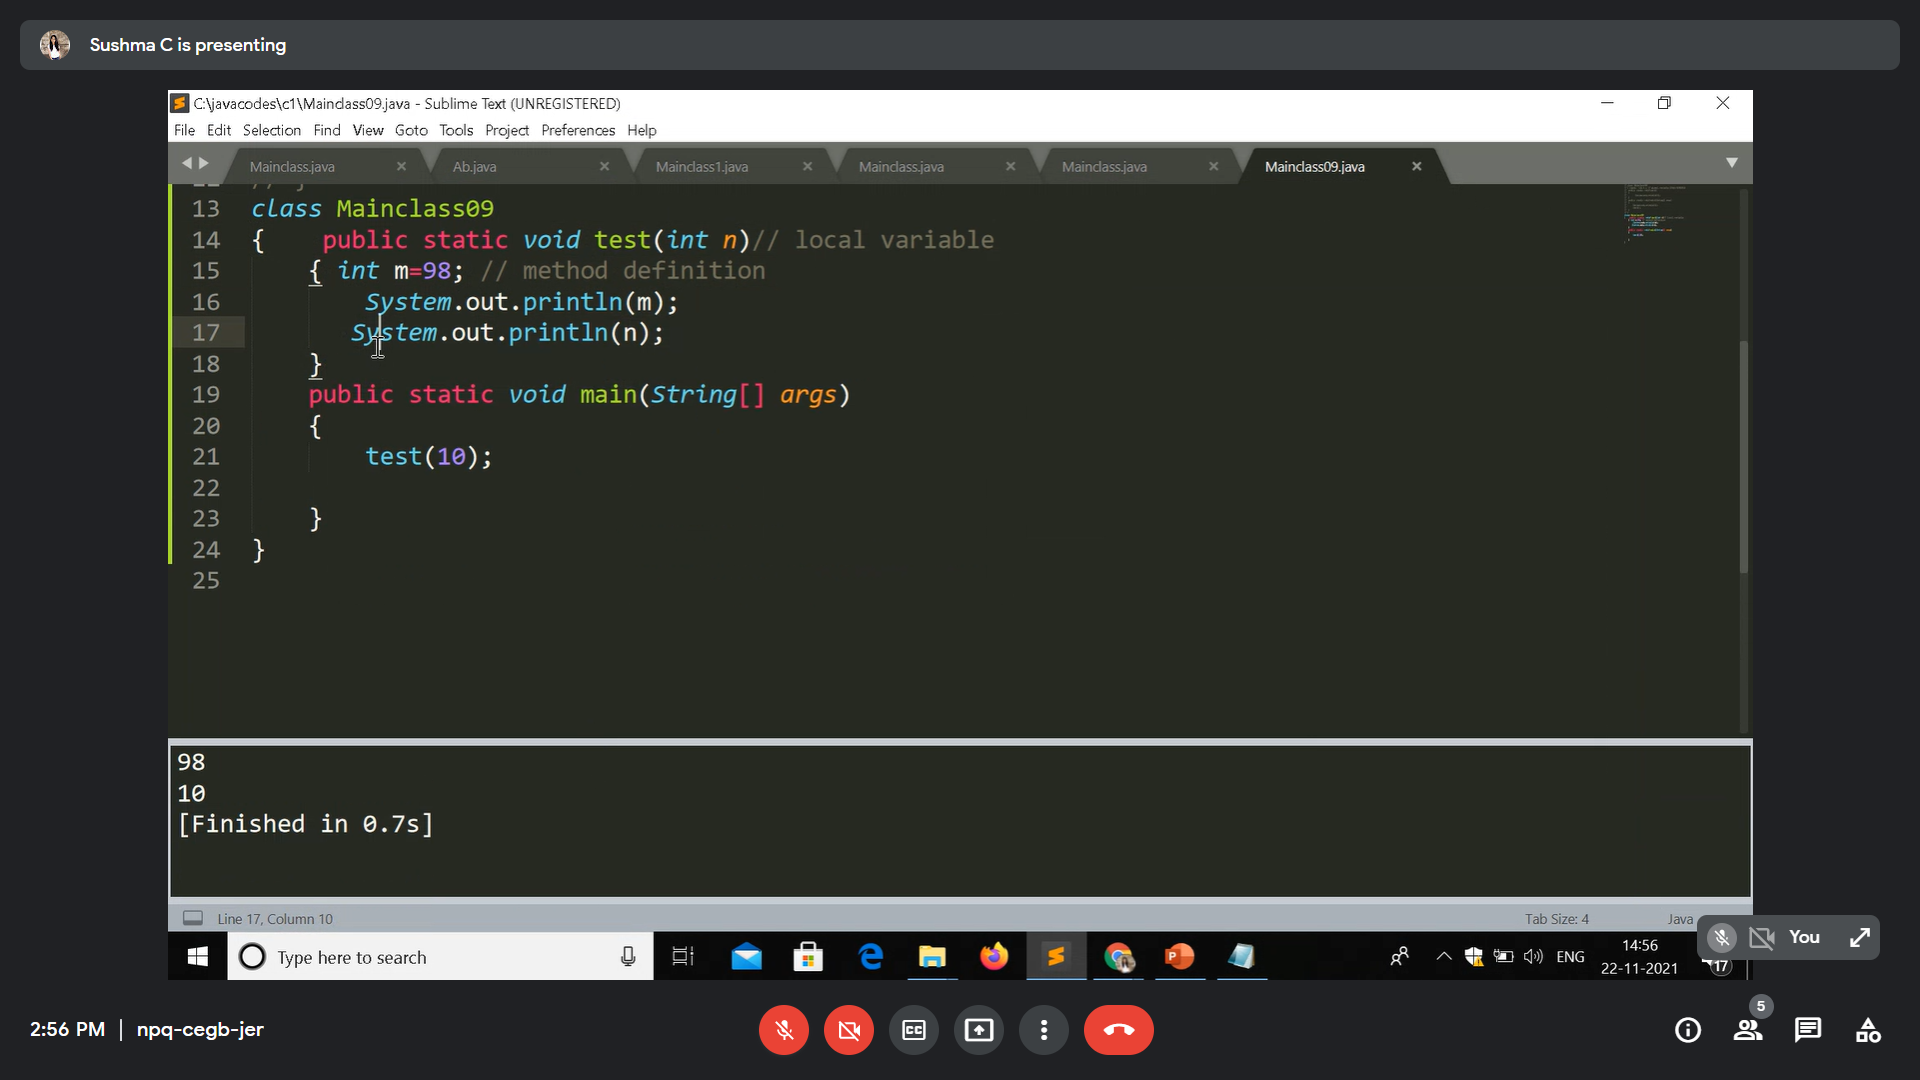 Sushma C is presenting
C:\javacodes\c1\Mainclass09.java - Sublime Text (UNREGISTERED)
File Edit Selection Find View Goto Tools Project Preferences Help
Mainclass.java Ab.java Mainclass1.java Mainclass.java Mainclass.java Mainclass09.java
13 class Mainclass09
14 { public static void test(int n)// local variable
15 { int m=98; // method definition
16 System.out.println(m);
17 System.out.println(n);
18 }
19 public static void main(String[] args)
20 {
21 test(10);
22
23 }
24 }
25
98
10
[Finished in 0.7s]
Line 17, Column 10 Tab Size: 4 Java
Type here to search ENG 14:56
22-11-2021 17
You
2:56 PM | npq-cegb-jer
5